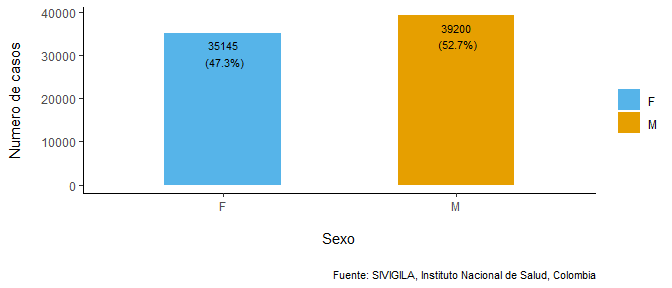 40000
30000
20000
10000
0
Numero de casos
35145
(47.3%)
39200
(52.7%)
F
M
Sexo
F
M
Fuente: SIVIGILA, Instituto Nacional de Salud, Colombia